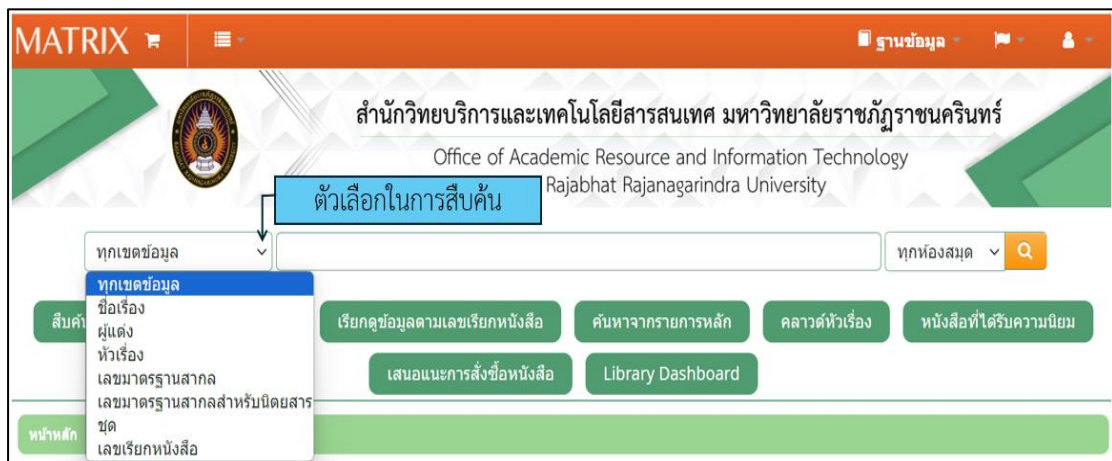 MATRIX
ฐานข้อมูล
สำนักวิทยบริการและเทคโนโลยีสารสนเทศ มหาวิทยาลัยราชภัฏราชนครินทร์
Office of Academic Resource and Information Technology
Rajabhat Rajanagarindra University
ตัวเลือกในการสืบค้น
ทุกเขตข้อมูล
ทุกห้องสมุด
ทุกเขตข้อมูล
ชื่อเรื่อง
ผู้แต่ง
หัวเรื่อง
เลขมาตรฐานสากล
เลขมาตรฐานสากลสำหรับนิตยสาร
ชุด
เลขเรียกหนังสือ
สืบค้น
เรียกดูข้อมูลตามเลขเรียกหนังสือ
ค้นหาจากรายการหลัก
คลาวด์หัวเรื่อง
หนังสือที่ได้รับความนิยม
เสนอแนะการสั่งซื้อหนังสือ
Library Dashboard
หน้าหลัก